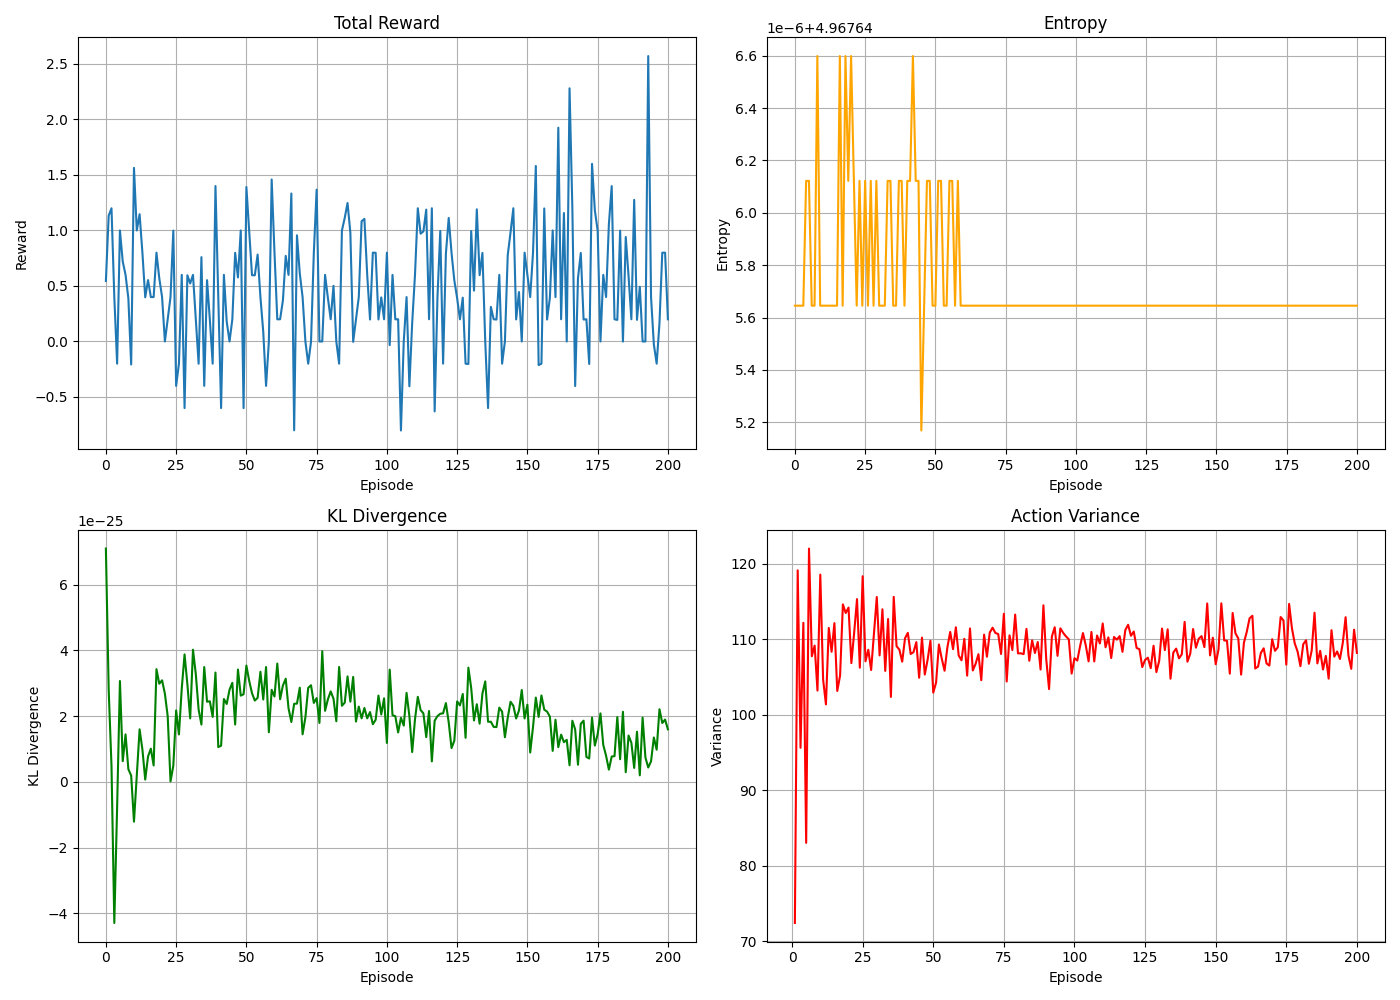 Total Reward
Reward
2.5
2.0
1.5
1.0
0.5
0.0
−0.5
0 25 50 75 100 125 150 175 200
Episode
Entropy
1e−6+4.96764
Entropy
6.6
6.4
6.2
6.0
5.8
5.6
5.4
5.2
0 25 50 75 100 125 150 175 200
Episode
KL Divergence
1e−25
KL Divergence
6
4
2
0
−2
−4
0 25 50 75 100 125 150 175 200
Episode
Action Variance
Variance
120
110
100
90
80
70
0 25 50 75 100 125 150 175 200
Episode